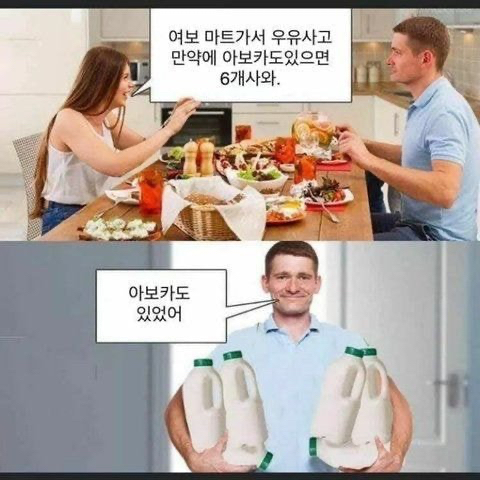 여보 마트가서 우유사고
만약에 아보카도있으면
6개사와.
아보카도
있었어